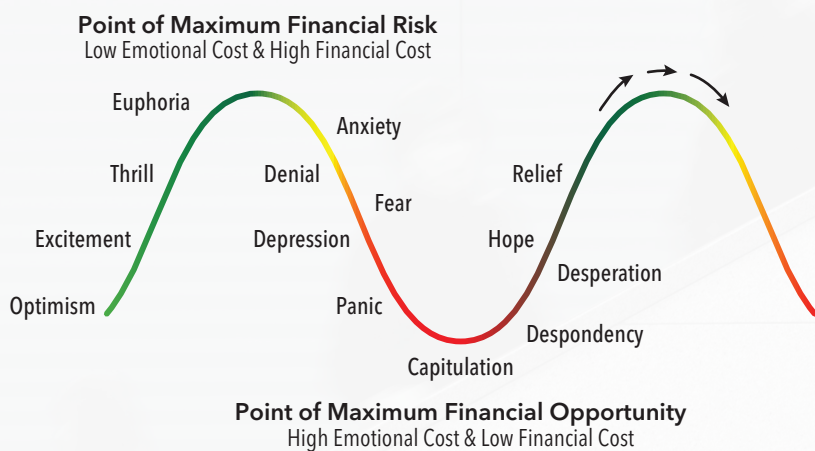 Point of Maximum Financial Risk
Low Emotional Cost & High Financial Cost
Euphoria
Anxiety
Thrill
Denial
Relief
Fear
Excitement
Depression
Hope
Desperation
Optimism
Panic
Despondency
Capitulation
Point of Maximum Financial Opportunity
High Emotional Cost & Low Financial Cost